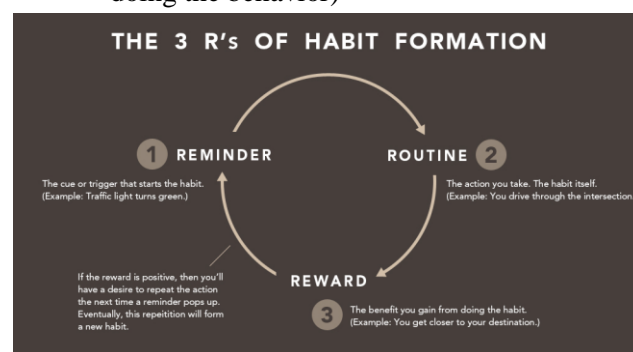 doing the behavior)
THE 3 R's OF HABIT FORMATION
1 REMINDER
The cue or trigger that starts the habit.
(Example: Traffic light turns green.)
ROUTINE 2
The action you take. The habit itself.
(Example: You drive through the intersection
If the reward is positive, then you'll
have a desire to repeat the action
the next time a reminder pops up.
Eventually, this repeitition will form
a new habit.
REWARD
3 The benefit you gain from doing the habit.
(Example: You get closer to your destination.)